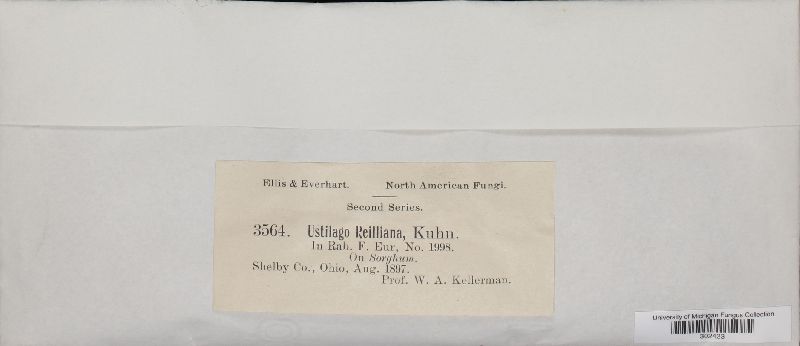 Ellis & Everhart. North American Fungi.
Second Series.
3564. Ustilago Reilliana, Kuhn.
In Rab. F. Eur, No. 1998.
On Sorghum.
Shelby Co., Ohio, Aug. 1897.
Prof. W. A. Kellerman.
University of Michigan Fungus Collection
302433